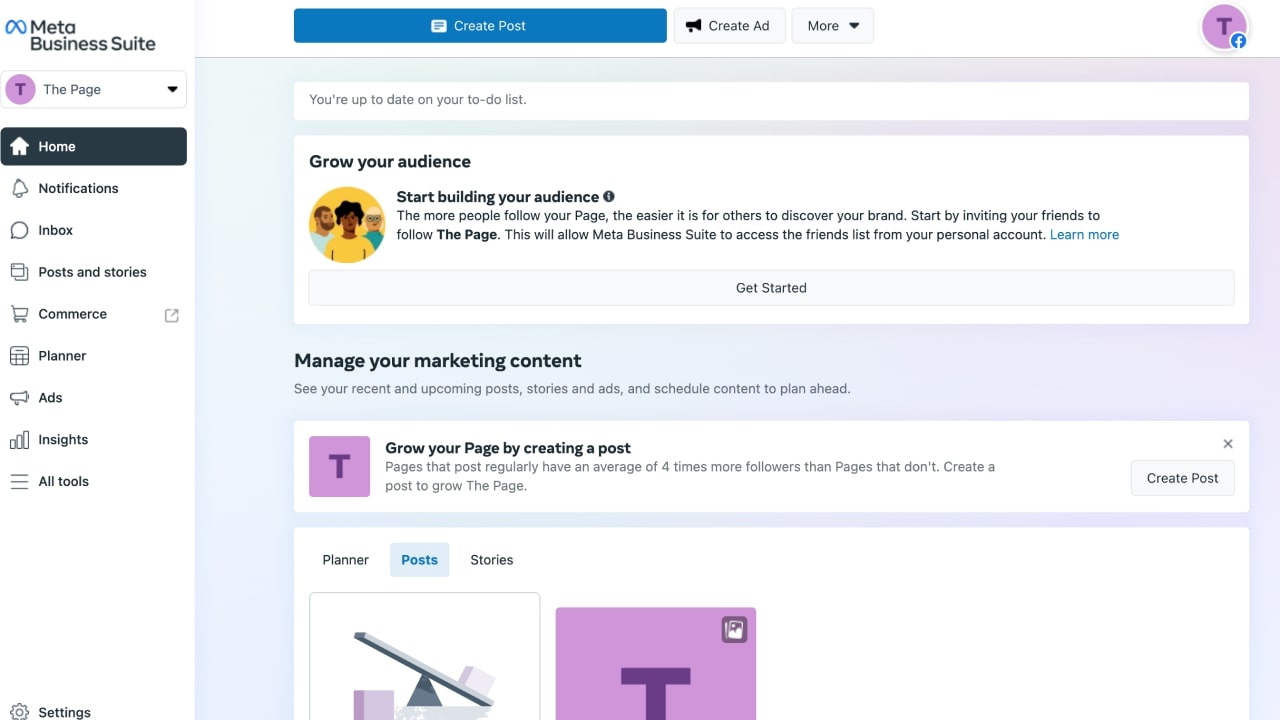 Meta
Business Suite
T
The Page
Home
Notifications
Inbox
Posts and stories
Commerce
Planner
Ads
Insights
All tools
Settings
Create Post
Create Ad
More
T
You're up to date on your to-do list.
Grow your audience
Start building your audience
The more people follow your Page, the easier it is for others to discover your brand. Start by inviting your friends to
follow The Page. This will allow Meta Business Suite to access the friends list from your personal account. Learn more
Get Started
Manage your marketing content
See your recent and upcoming posts, stories and ads, and schedule content to plan ahead.
T
Grow your Page by creating a post
Pages that post regularly have an average of 4 times more followers than Pages that don't. Create a
post to grow The Page.
Create Post
Planner
Posts
Stories
T